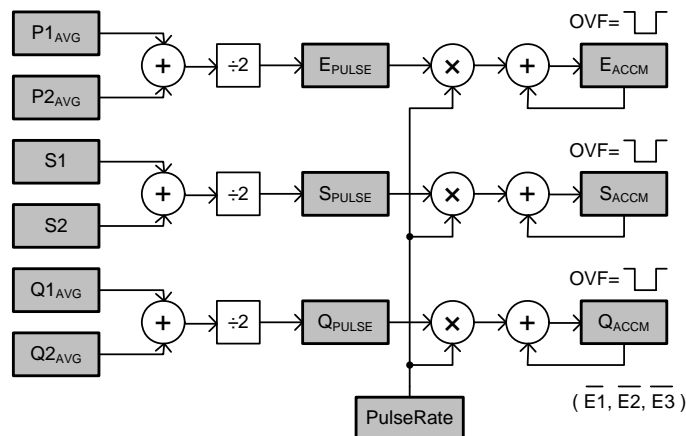 P1AVG
OVF=
+
÷2
EPULSE
×
+
EACCM
P2AVG
S1
OVF=
+
÷2
SPULSE
×
+
SACCM
S2
Q1AVG
OVF=
+
÷2
QPULSE
×
+
QACCM
Q2AVG
( E1, E2, E3 )
PulseRate